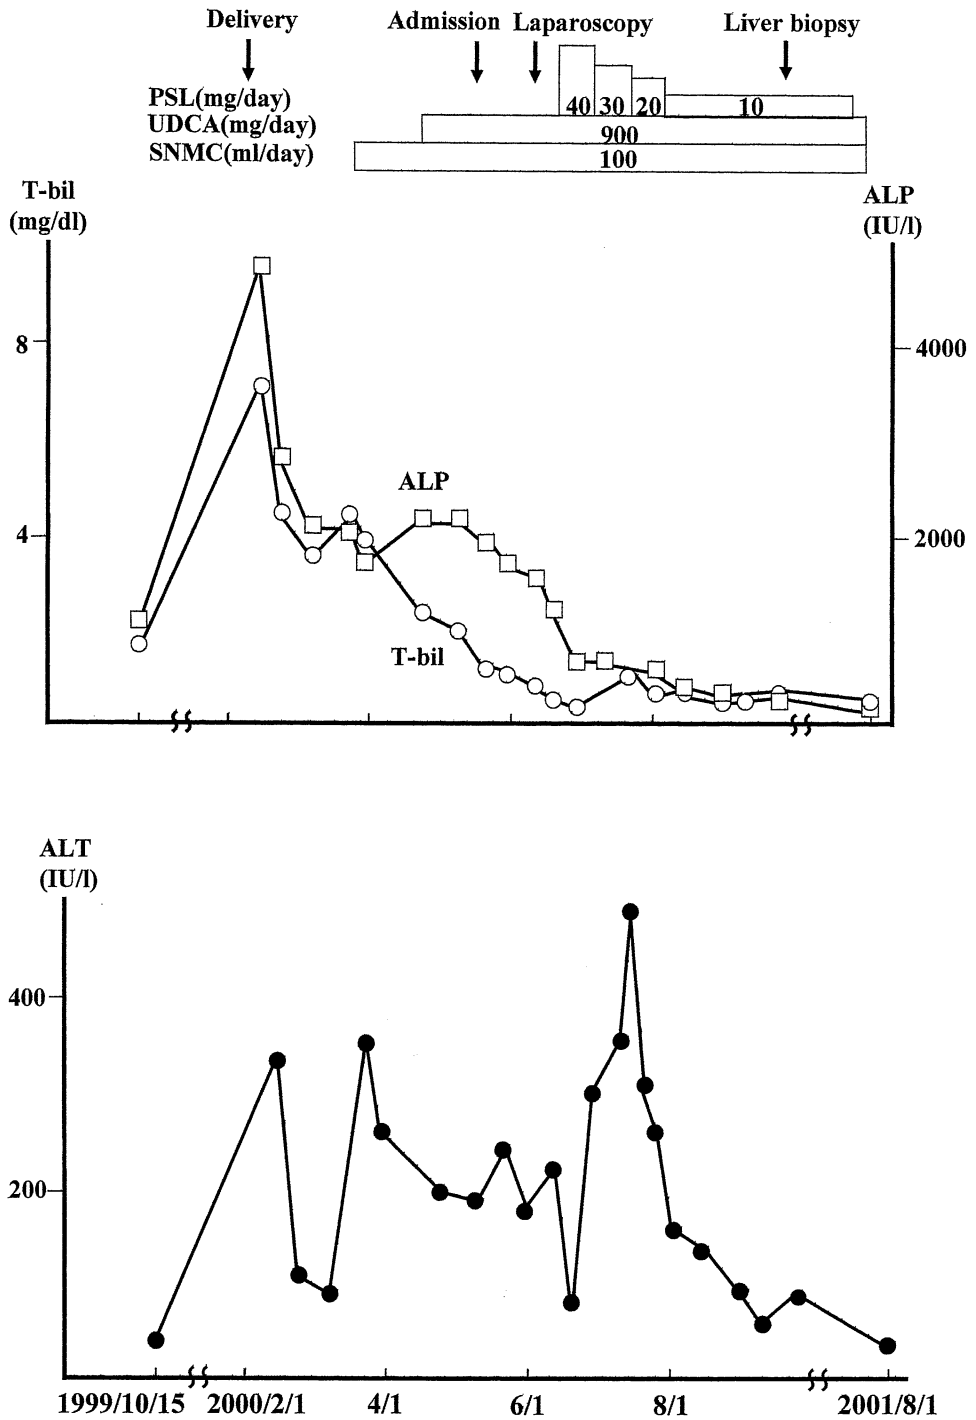 Delivery Admission Laparoscopy Liver biopsy
PSL(mg/day) 40 30 20 10
UDCA(mg/day) 900
SNMC(ml/day) 100
T-bil
(mg/dl)
ALP
(IU/l)
8
4000
ALP
4
2000
T-bil
ALT
(IU/l)
400
200
1999/10/15 2000/2/1 4/1 6/1 8/1 2001/8/1